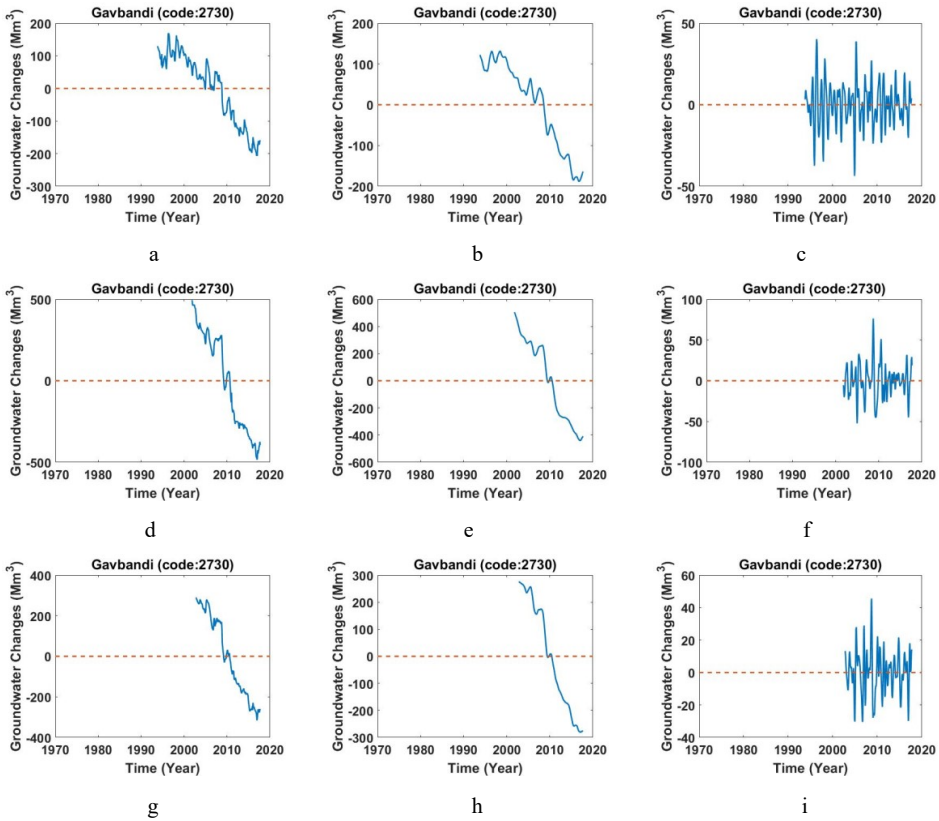 Gavbandi (code:2730)
Groundwater Changes (Mm³)
200
100
0
-100
-200
-300
1970 1980 1990 2000 2010 2020
Time (Year)
a
Gavbandi (code:2730)
Groundwater Changes (Mm³)
200
100
0
-100
-200
1970 1980 1990 2000 2010 2020
Time (Year)
b
Gavbandi (code:2730)
Groundwater Changes (Mm³)
50
0
-50
1970 1980 1990 2000 2010 2020
Time (Year)
c
Gavbandi (code:2730)
Groundwater Changes (Mm³)
500
0
-500
1970 1980 1990 2000 2010 2020
Time (Year)
d
Gavbandi (code:2730)
Groundwater Changes (Mm³)
600
400
200
0
-200
-400
-600
1970 1980 1990 2000 2010 2020
Time (Year)
e
Gavbandi (code:2730)
Groundwater Changes (Mm³)
100
50
0
-50
-100
1970 1980 1990 2000 2010 2020
Time (Year)
f
Gavbandi (code:2730)
Groundwater Changes (Mm³)
400
200
0
-200
-400
1970 1980 1990 2000 2010 2020
Time (Year)
g
Gavbandi (code:2730)
Groundwater Changes (Mm³)
300
200
100
0
-100
-200
-300
1970 1980 1990 2000 2010 2020
Time (Year)
h
Gavbandi (code:2730)
Groundwater Changes (Mm³)
60
40
20
0
-20
-40
1970 1980 1990 2000 2010 2020
Time (Year)
i